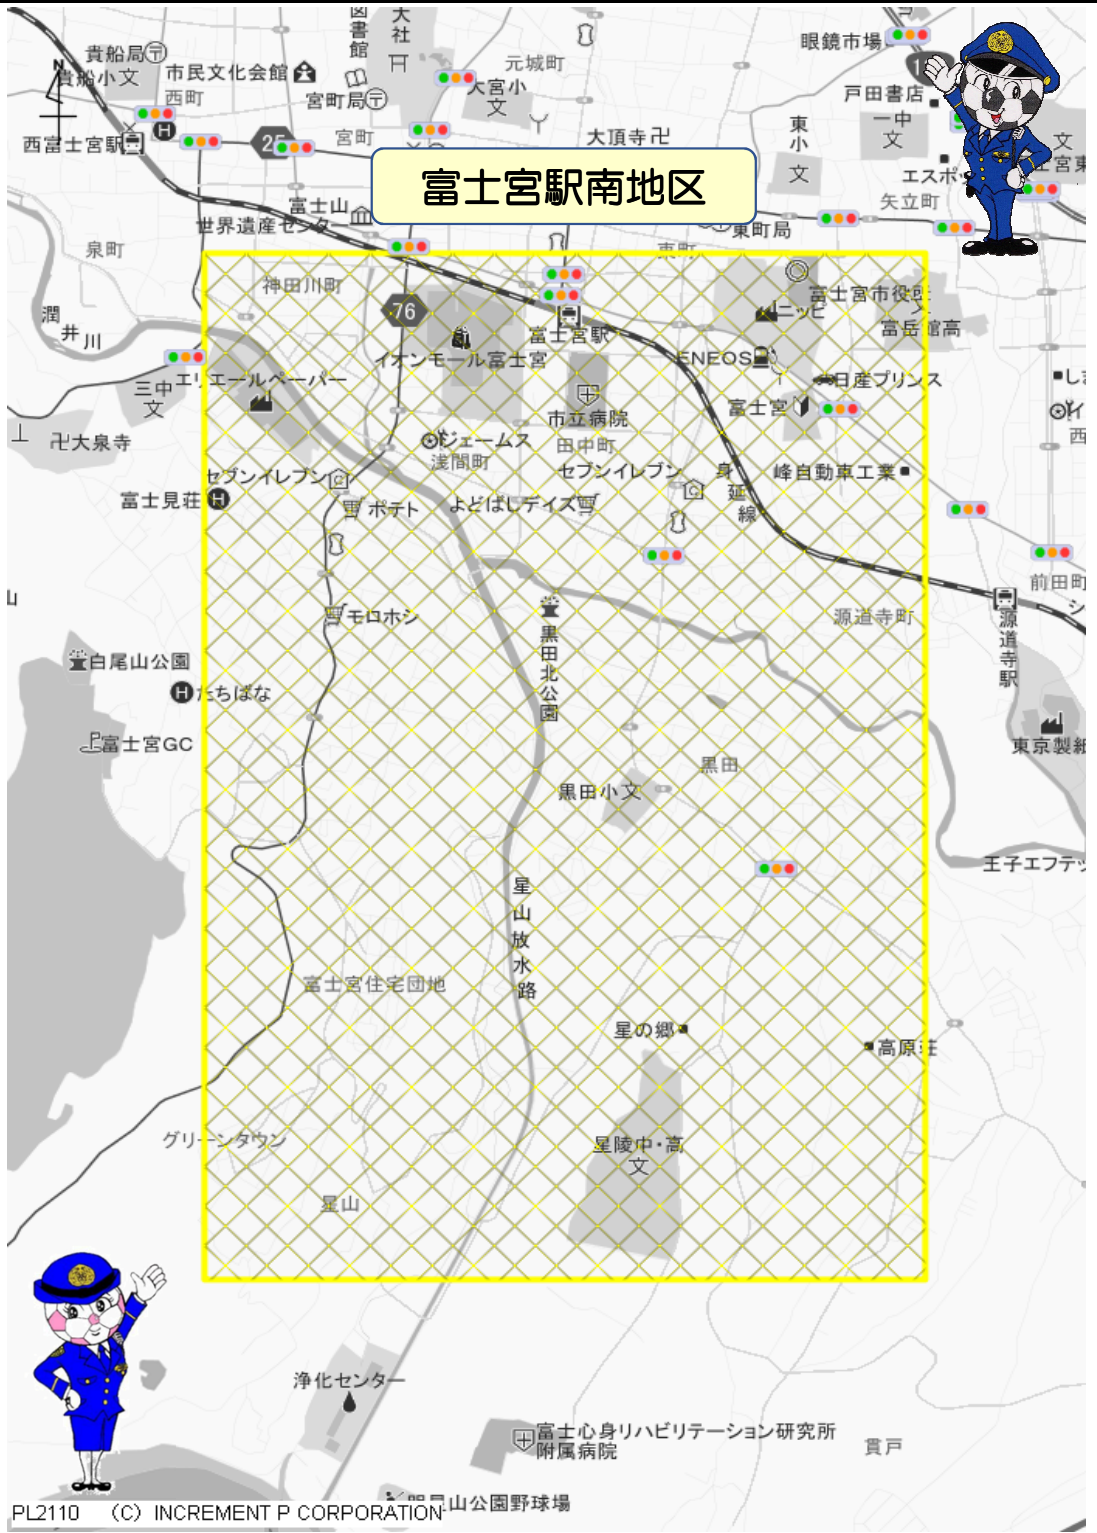 図書館
大社
眼鏡市場
貴船局
貴船小文
市民文化会館
元城町
西町
宮町局
大宮小
文
戸田書店
N
西富士宮駅
H
25
宮町
大頂寺
東小
文
一中
文
文
エスポ
矢立町
富士宮駅南地区
富士山
世界遺産センター
東町局
東町
泉町
神田川町
76
富士宮駅
ニッピ
富士宮市役所
文
富岳館高
潤井川
イオンモール富士宮
ENEOS
日産プリンス
三中
文
エリエールペーパー
市立病院
富士宮
大泉寺
ジェームス
浅間町
田中町
セブンイレブン
セブンイレブン
身延線
峰自動車工業
富士見荘
H
ポテト
よどばしデイズ
前田町
モロホシ
黒田北公園
源道寺町
源道寺駅
白尾山公園
H
たちばな
富士宮GC
東京製紙
黒田小文
黒田
王子エフテッ
星山放水路
富士宮住宅団地
星の郷
高原荘
グリーンタウン
星陵中・高
文
星山
浄化センター
富士心身リハビリテーション研究所
附属病院
貫戸
明星山公園野球場
PL2110 (C) INCREMENT P CORPORATION